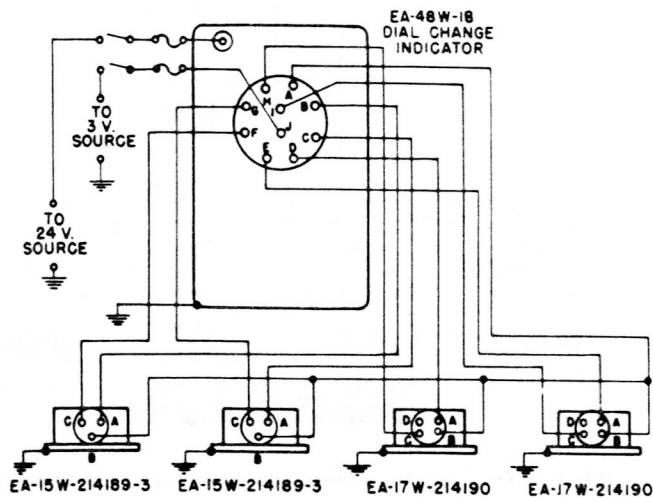 EA-48W-18
DIAL CHANGE
INDICATOR
H
A
G
I
B
F
J
C
E
D
TO
3 V.
SOURCE
TO
24 V.
SOURCE
C
A
B
C
A
B
D
A
C
B
D
A
C
B
EA-15W-214189-3
EA-15W-214189-3
EA-17W-214190
EA-17W-214190